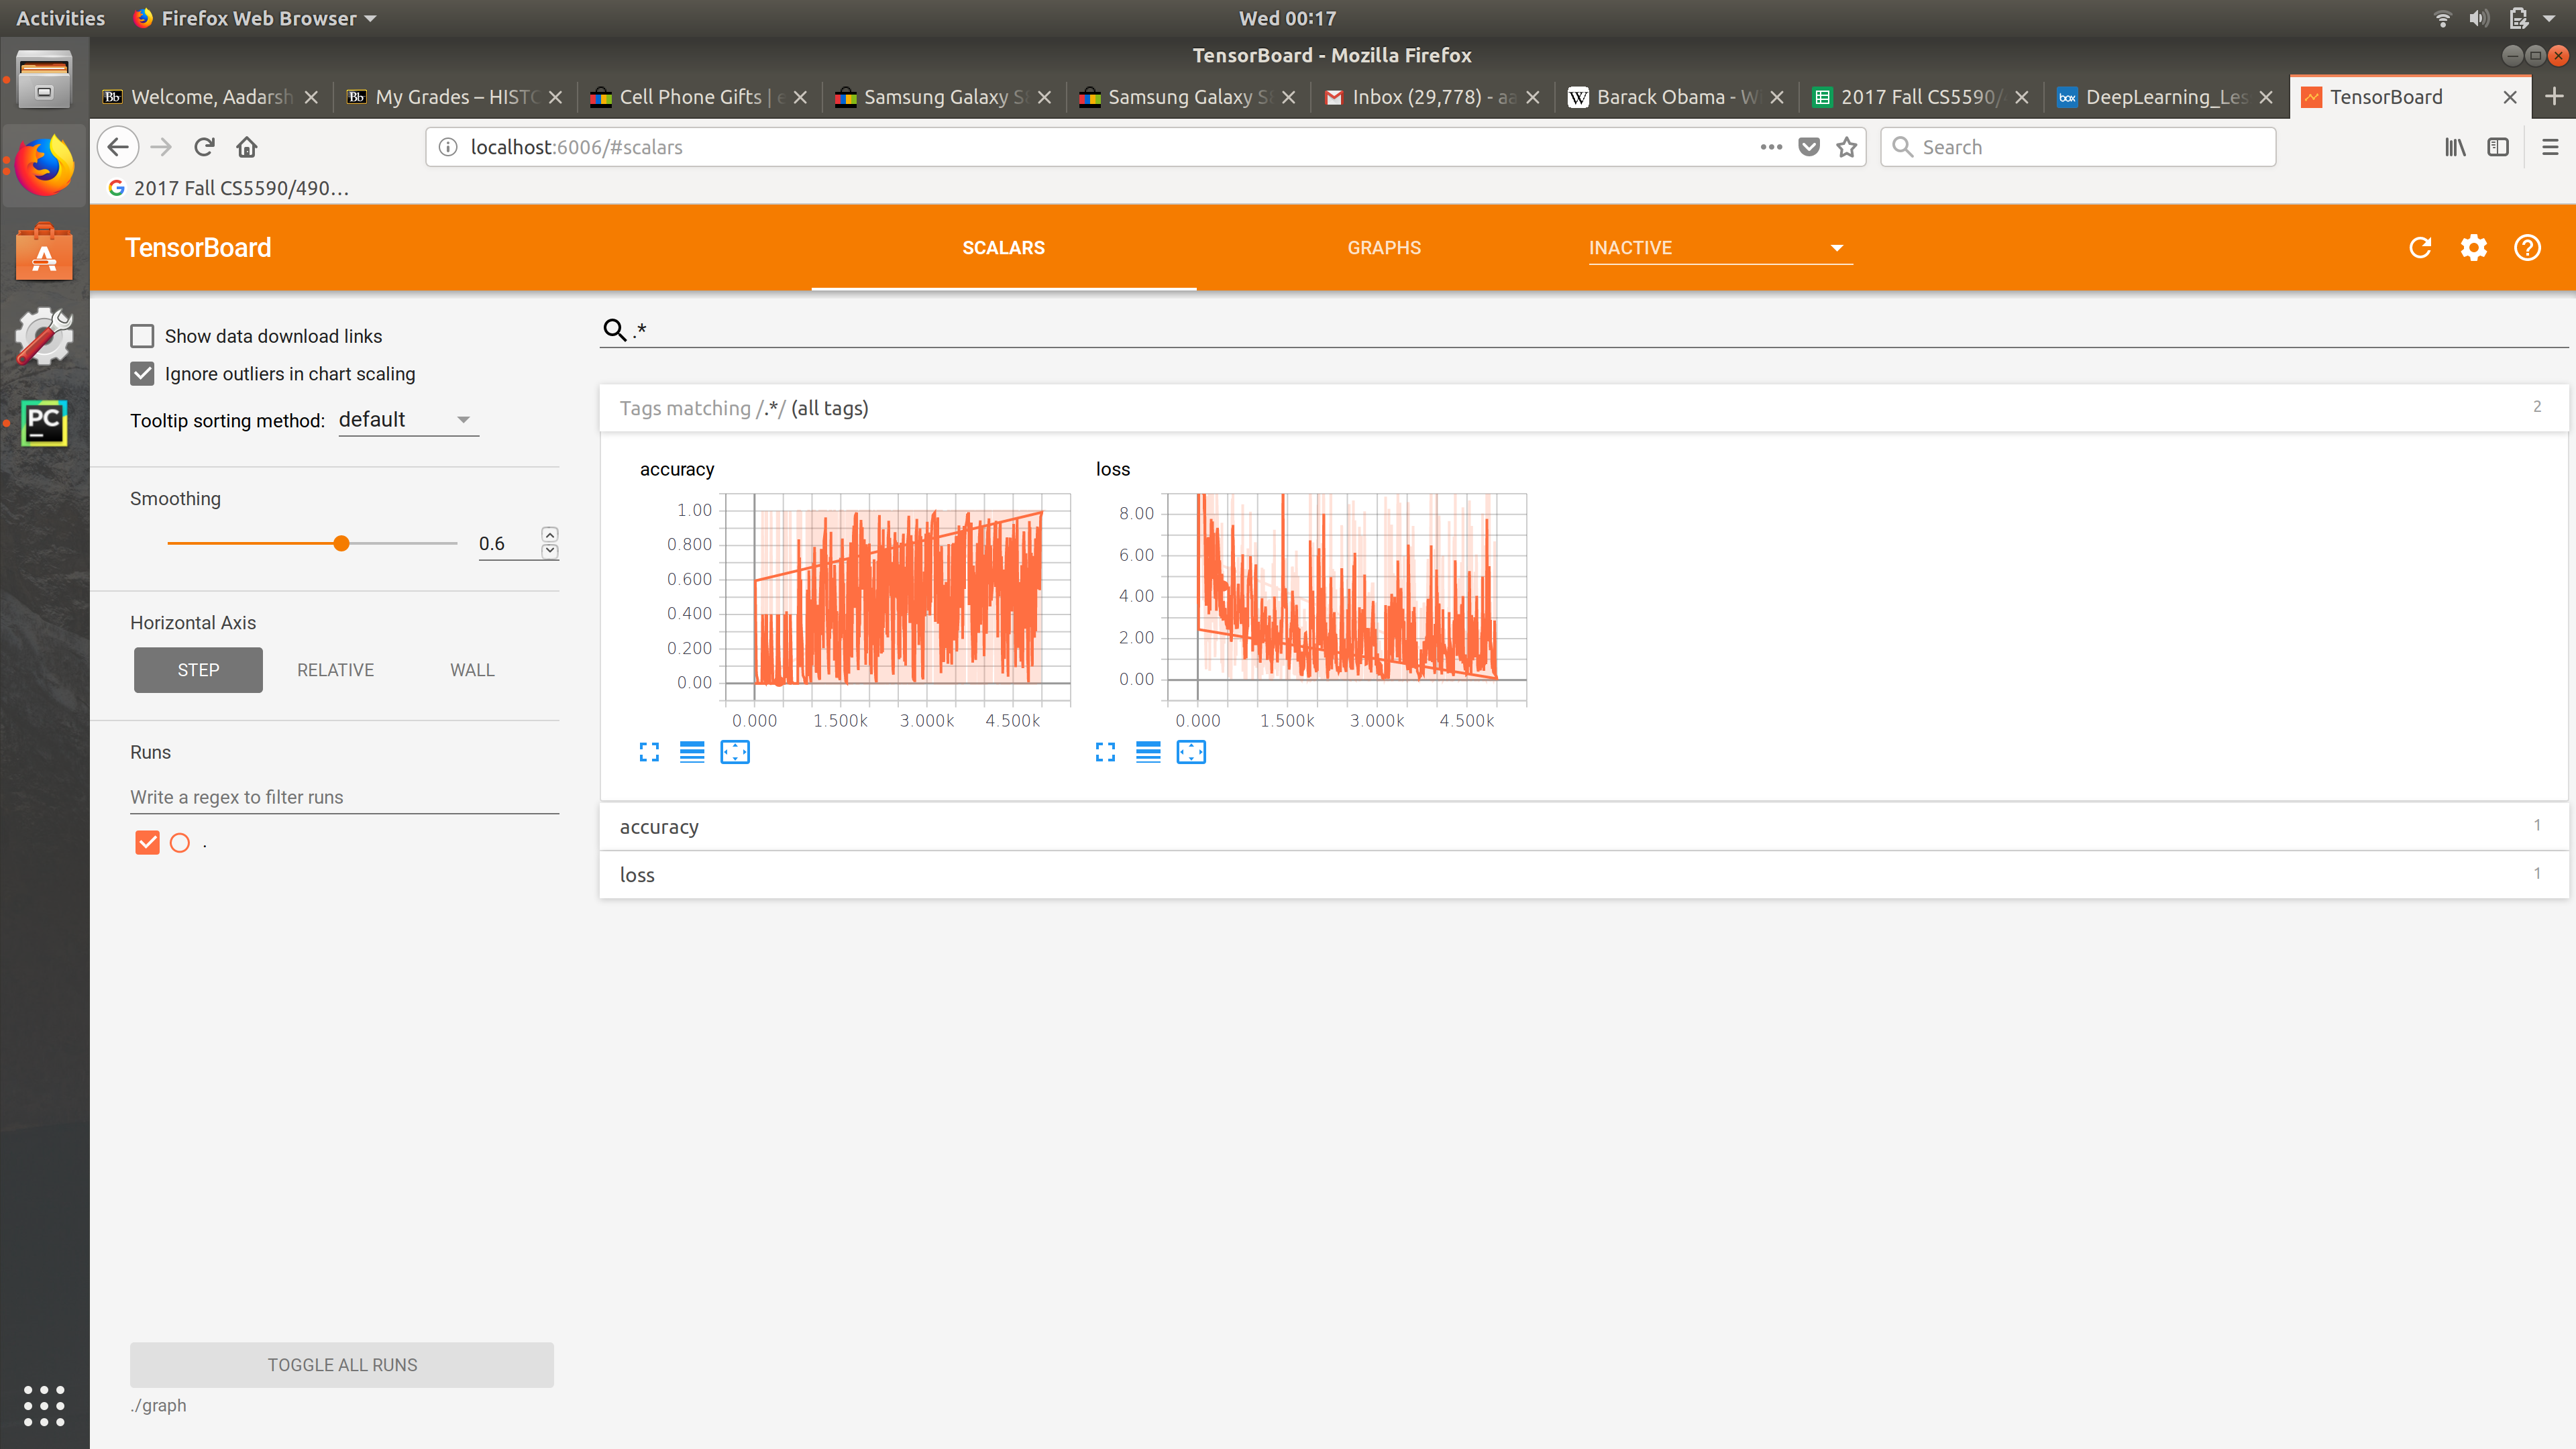 Activities Firefox Web Browser Wed 00:17
TensorBoard - Mozilla Firefox
Welcome, Aadarsh My Grades – HISTO Cell Phone Gifts | e Samsung Galaxy S8 Samsung Galaxy S8 Inbox (29,778) - aa Barack Obama - W 2017 Fall CS5590/ DeepLearning_Les TensorBoard
localhost:6006/#scalars Search
2017 Fall CS5590/490...
TensorBoard SCALARS GRAPHS INACTIVE
Show data download links
Ignore outliers in chart scaling
Tooltip sorting method: default
Smoothing
0.6
Horizontal Axis
STEP RELATIVE WALL
Runs
Write a regex to filter runs
.
TOGGLE ALL RUNS
./graph
.*
Tags matching /.*/ (all tags) 2
accuracy
1.00
0.800
0.600
0.400
0.200
0.00
0.000 1.500k 3.000k 4.500k
loss
8.00
6.00
4.00
2.00
0.00
0.000 1.500k 3.000k 4.500k
accuracy 1
loss 1